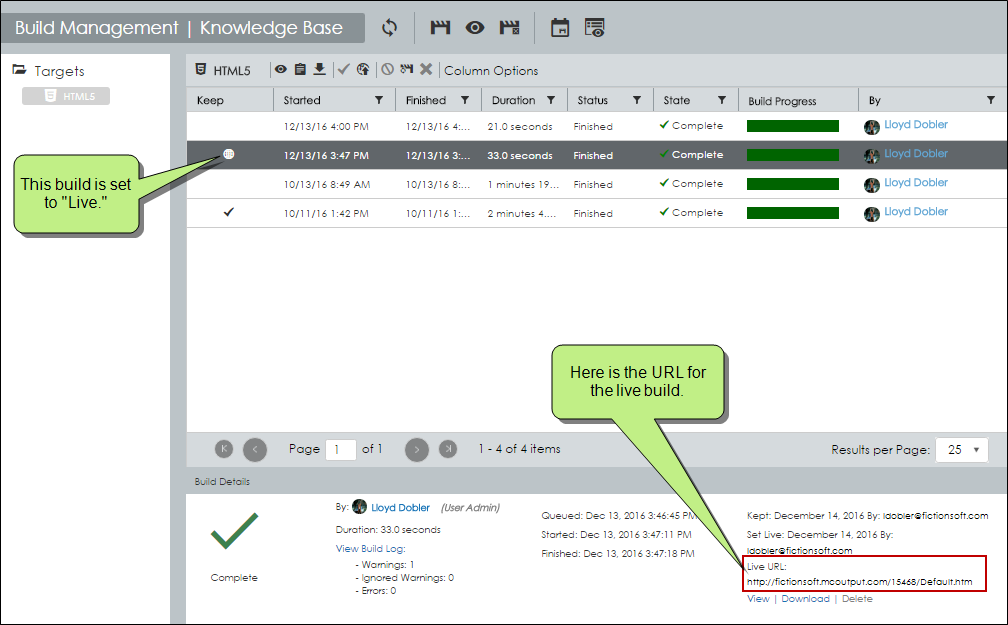 Build Management | Knowledge Base
Targets
HTML5
HTML5
Column Options
Keep Started Finished Duration Status State Build Progress By
12/13/16 4:00 PM 12/13/16 4:... 21.0 seconds Finished Complete Lloyd Dobler
12/13/16 3:47 PM 12/13/16 3:... 33.0 seconds Finished Complete Lloyd Dobler
10/13/16 8:49 AM 10/13/16 8:... 1 minutes 19... Finished Complete Lloyd Dobler
10/11/16 1:42 PM 10/11/16 1:... 2 minutes 4.... Finished Complete Lloyd Dobler
This build is set
to "Live."
Here is the URL for
the live build.
Page 1 of 1 1 - 4 of 4 items Results per Page: 25
Build Details
Complete
By: Lloyd Dobler (User Admin)
Duration: 33.0 seconds
View Build Log:
- Warnings: 1
- Ignored Warnings: 0
- Errors: 0
Queued: Dec 13, 2016 3:46:45 PM
Started: Dec 13, 2016 3:47:11 PM
Finished: Dec 13, 2016 3:47:18 PM
Kept: December 14, 2016 By: ldobler@fictionsoft.com
Set Live: December 14, 2016 By:
ldobler@fictionsoft.com
Live URL:
http://fictionsoft.mcoutput.com/15468/Default.htm
View | Download | Delete